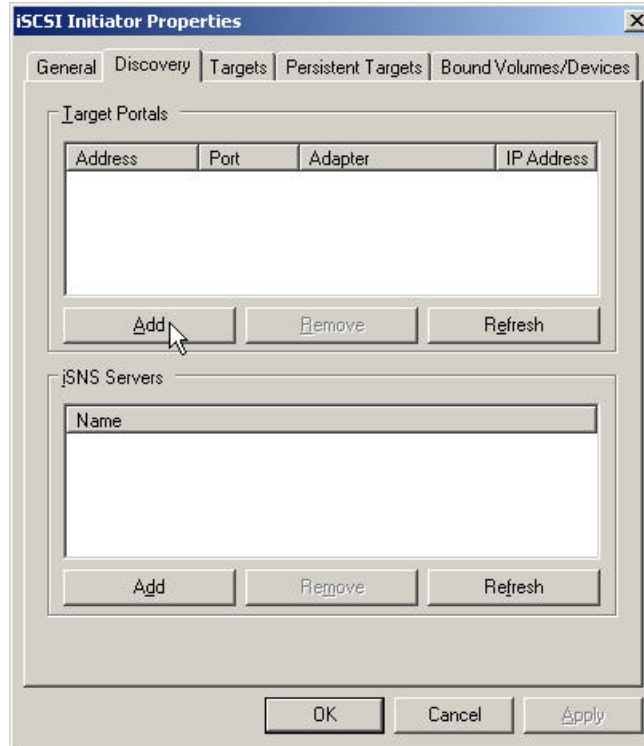 iSCSI Initiator Properties
General Discovery Targets Persistent Targets Bound Volumes/Devices
Target Portals
Address Port Adapter IP Address
Add Remove Refresh
iSNS Servers
Name
Add Remove Refresh
OK Cancel Apply